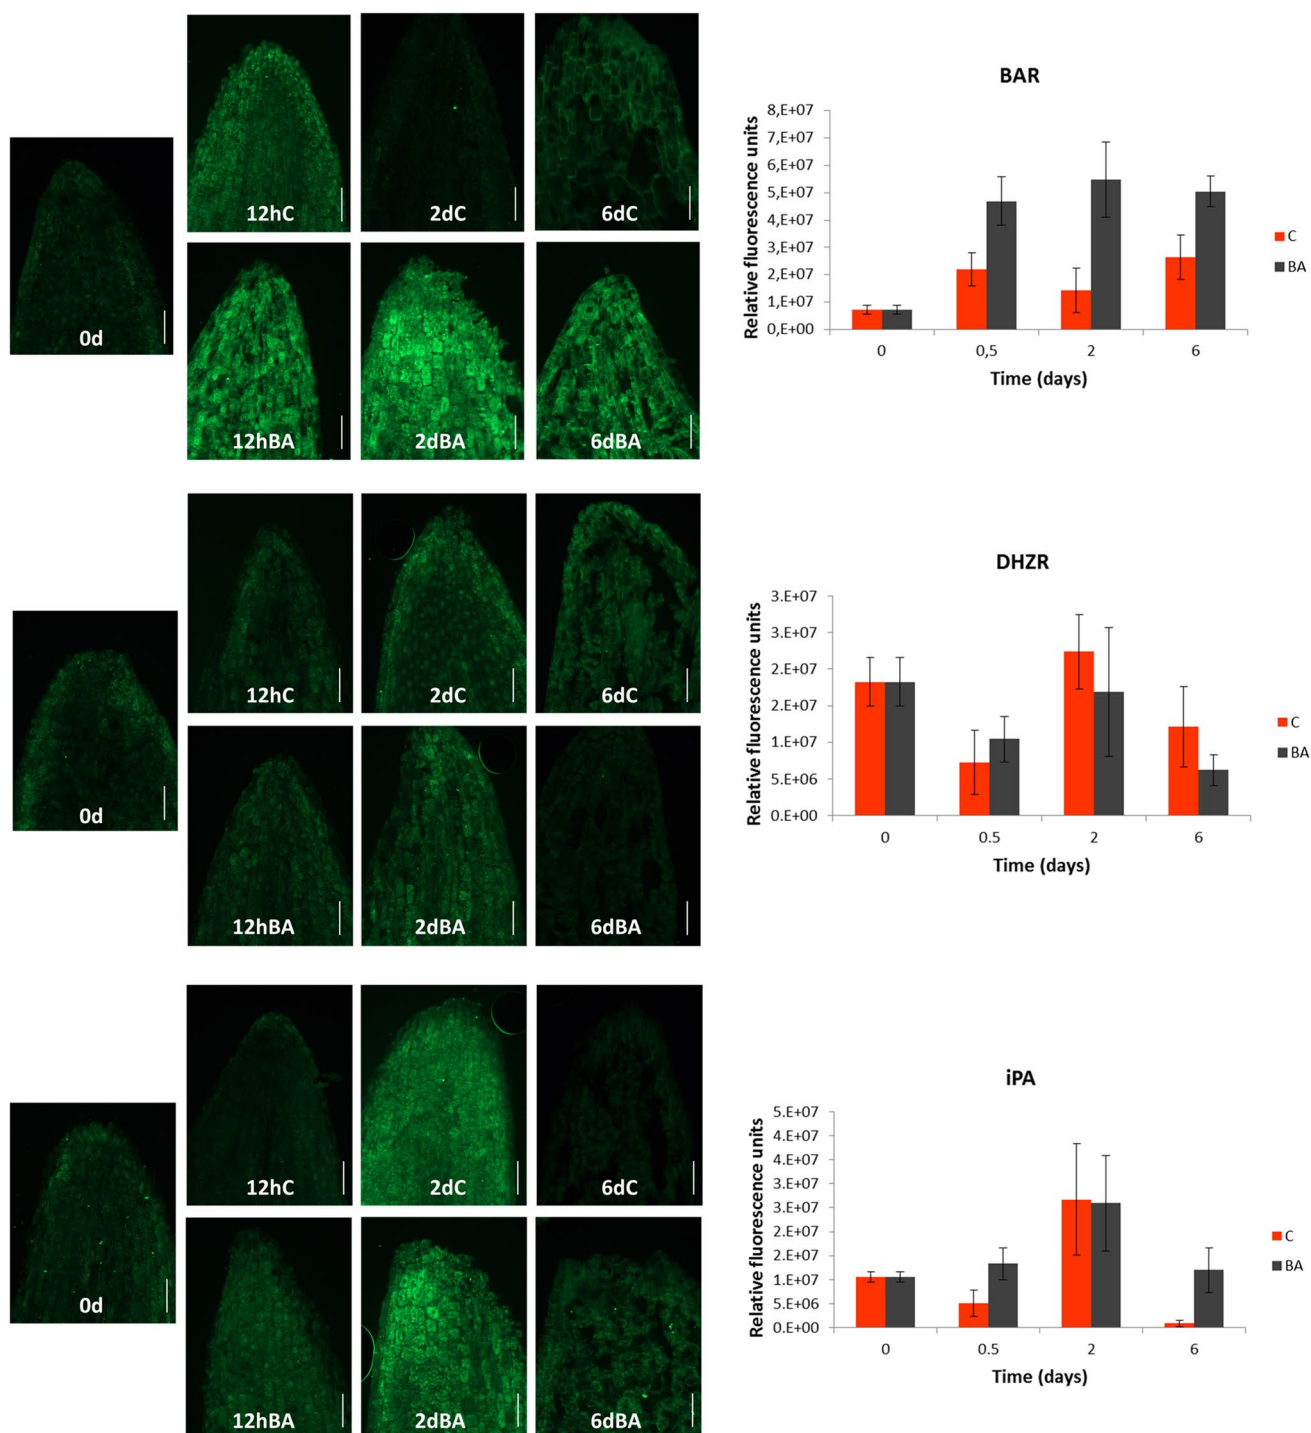 0d
12hC
2dC
6dC
12hBA
2dBA
6dBA
BAR
Relative fluorescence units
8,E+07
7,E+07
6,E+07
5,E+07
4,E+07
3,E+07
2,E+07
1,E+07
0,E+00
0 0,5 2 6
Time (days)
C
BA
0d
12hC
2dC
6dC
12hBA
2dBA
6dBA
DHZR
Relative fluorescence units
3.E+07
3.E+07
2.E+07
2.E+07
1.E+07
5.E+06
0.E+00
0 0.5 2 6
Time (days)
C
BA
0d
12hC
2dC
6dC
12hBA
2dBA
6dBA
iPA
Relative fluorescence units
5.E+07
4.E+07
4.E+07
3.E+07
3.E+07
2.E+07
2.E+07
1.E+07
5.E+06
0.E+00
0 0.5 2 6
Time (days)
C
BA